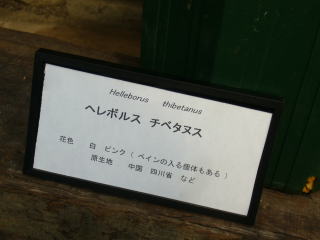 Helleborus thibetanus
ヘレボルス チベタヌス
花色 白 ピンク ( ベインの入る個体もある )
原生地 中国 四川省 など